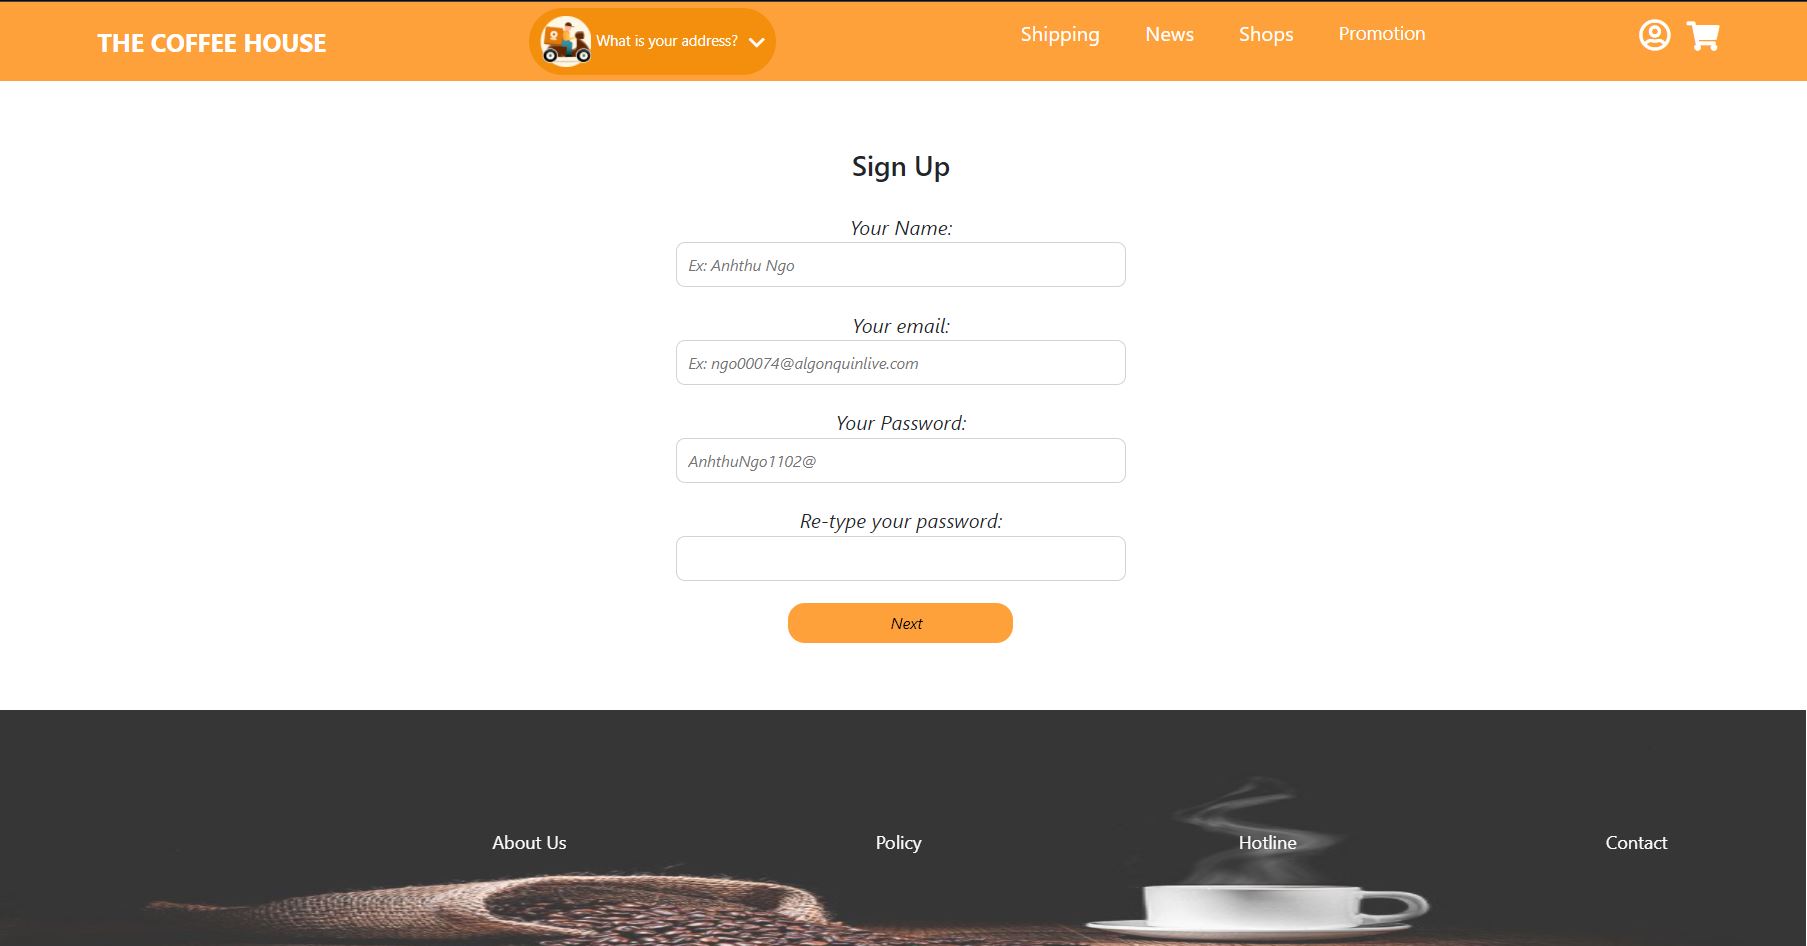 THE COFFEE HOUSE
What is your address?
Shipping
News
Shops
Promotion
Sign Up
Your Name:
Ex: Anhthu Ngo
Your email:
Ex: ngo00074@algonquinlive.com
Your Password:
AnhthuNgo1102@
Re-type your password:
Next
About Us
Policy
Hotline
Contact